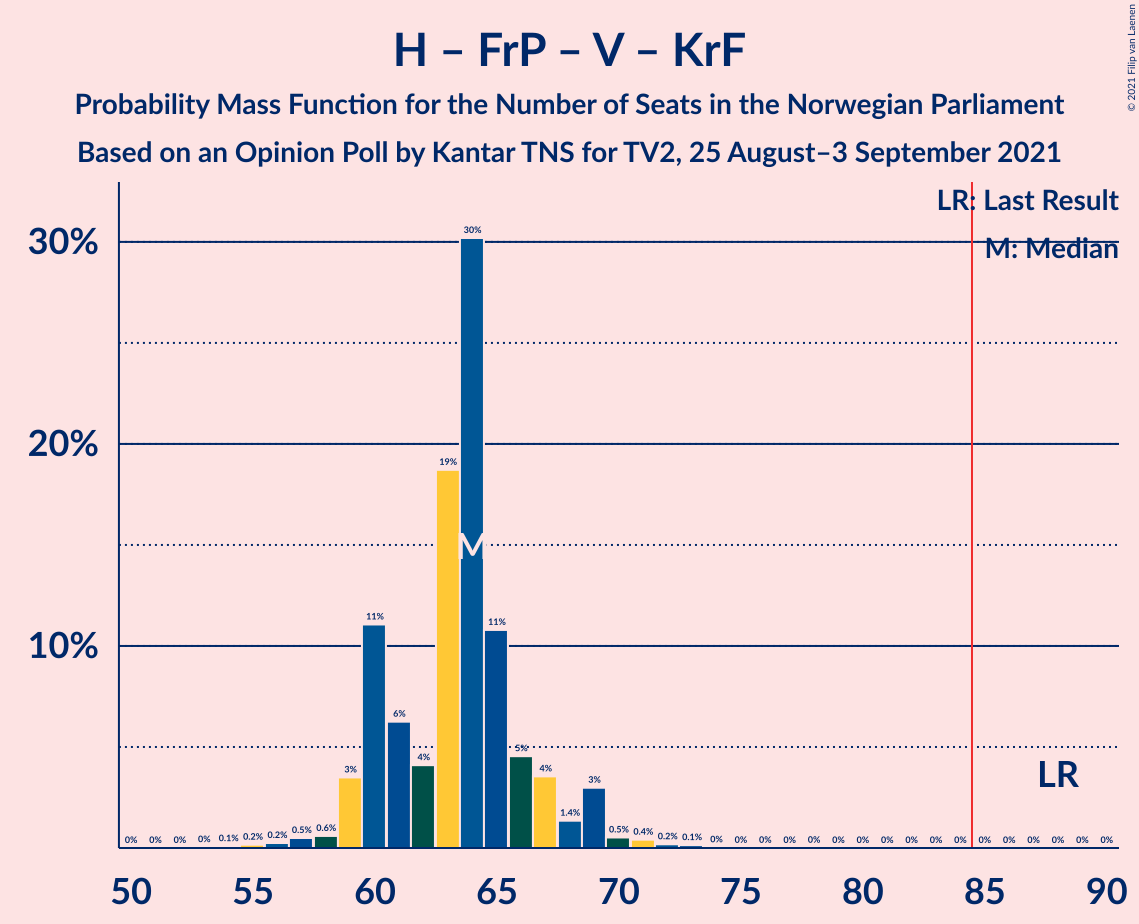 H – FrP – V – KrF
Probability Mass Function for the Number of Seats in the Norwegian Parliament
Based on an Opinion Poll by Kantar TNS for TV2, 25 August–3 September 2021
© 2021 Filip van Laenen
LR: Last Result
M: Median
30%
20%
10%
0% 0% 0% 0% 0.1% 0.2% 0.2% 0.5% 0.6% 3% 11% 6% 4% 19% 30% 11% 5% 4% 1.4% 3% 0.5% 0.4% 0.2% 0.1% 0% 0% 0% 0% 0% 0% 0% 0% 0% 0% 0% 0% 0% 0% 0% 0% 0%
M
LR
50 55 60 65 70 75 80 85 90